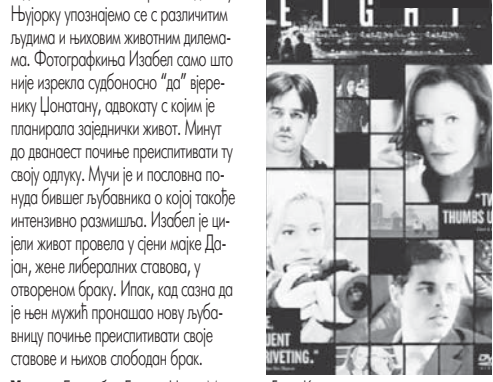 Њујорку упознајемо се с различитим
људима и њиховим животним дилема-
ма. Фотографкиња Изабел само што
није изрекла судбоносно "да" вјере-
нику Џонатану, адвокату с којим је
планирала заједнички живот. Минут
до дванаест почиње преиспитивати ту
своју одлуку. Мучи је и пословна по-
нуда бившег љубавника о којој такође
интензивно размишља. Изабел је ци-
јели живот провела у сјени мајке Да-
јан, жене либералних ставова, у
отвореном браку. Ипак, кад сазна да
је њен мужић пронашао нову љуба-
вницу почиње преиспитивати своје
ставове и њихов слободан брак.
EIGHT
THUMBS U
RIVETING."